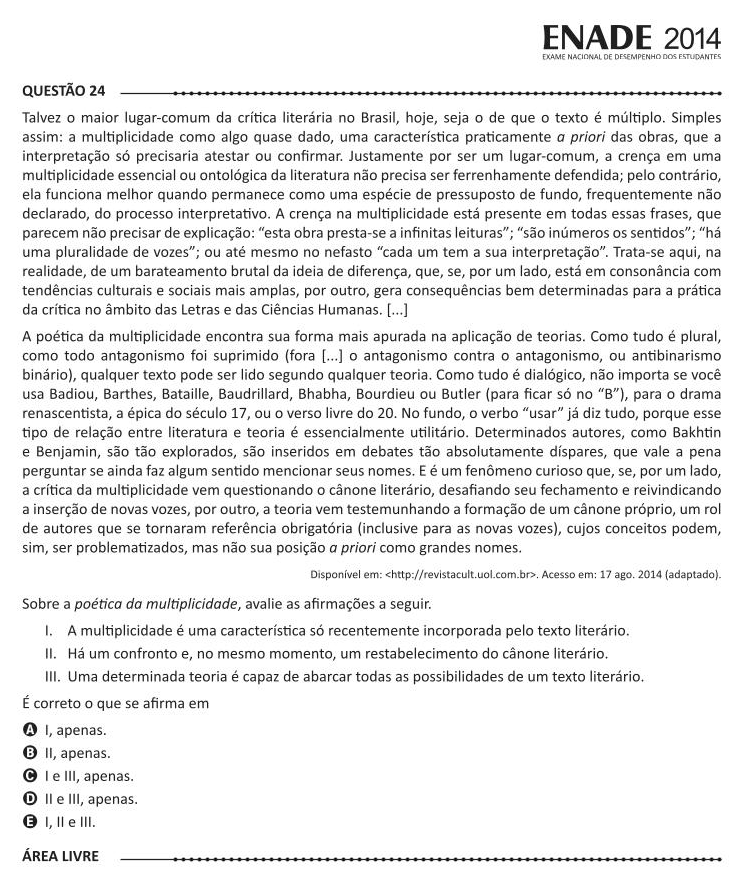 ENADE 2014
EXAME NACIONAL DE DESEMPENHO DOS ESTUDANTES
QUESTÃO 24
Talvez o maior lugar-comum da crítica literária no Brasil, hoje, seja o de que o texto é múltiplo. Simples
assim: a multiplicidade como algo quase dado, uma característica praticamente a priori das obras, que a
interpretação só precisaria atestar ou confirmar. Justamente por ser um lugar-comum, a crença em uma
multiplicidade essencial ou ontológica da literatura não precisa ser ferrenhamente defendida; pelo contrário,
ela funciona melhor quando permanece como uma espécie de pressuposto de fundo, frequentemente não
declarado, do processo interpretativo. A crença na multiplicidade está presente em todas essas frases, que
parecem não precisar de explicação: “esta obra presta-se a infinitas leituras”; “são inúmeros os sentidos”; “há
uma pluralidade de vozes”; ou até mesmo no nefasto “cada um tem a sua interpretação”. Trata-se aqui, na
realidade, de um barateamento brutal da ideia de diferença, que, se, por um lado, está em consonância com
tendências culturais e sociais mais amplas, por outro, gera consequências bem determinadas para a prática
da crítica no âmbito das Letras e das Ciências Humanas. [...]
A poética da multiplicidade encontra sua forma mais apurada na aplicação de teorias. Como tudo é plural,
como todo antagonismo foi suprimido (fora [...] o antagonismo contra o antagonismo, ou antibinarismo
binário), qualquer texto pode ser lido segundo qualquer teoria. Como tudo é dialógico, não importa se você
usa Badiou, Barthes, Bataille, Baudrillard, Bhabha, Bourdieu ou Butler (para ficar só no “B”), para o drama
renascentista, a épica do século 17, ou o verso livre do 20. No fundo, o verbo “usar” já diz tudo, porque esse
tipo de relação entre literatura e teoria é essencialmente utilitário. Determinados autores, como Bakhtin
e Benjamin, são tão explorados, são inseridos em debates tão absolutamente díspares, que vale a pena
perguntar se ainda faz algum sentido mencionar seus nomes. E é um fenômeno curioso que, se, por um lado,
a crítica da multiplicidade vem questionando o cânone literário, desafiando seu fechamento e reivindicando
a inserção de novas vozes, por outro, a teoria vem testemunhando a formação de um cânone próprio, um rol
de autores que se tornaram referência obrigatória (inclusive para as novas vozes), cujos conceitos podem,
sim, ser problematizados, mas não sua posição a priori como grandes nomes.
Disponível em: <http://revistacult.uol.com.br>. Acesso em: 17 ago. 2014 (adaptado).
Sobre a poética da multiplicidade, avalie as afirmações a seguir.
I. A multiplicidade é uma característica só recentemente incorporada pelo texto literário.
II. Há um confronto e, no mesmo momento, um restabelecimento do cânone literário.
III. Uma determinada teoria é capaz de abarcar todas as possibilidades de um texto literário.
É correto o que se afirma em
A I, apenas.
B II, apenas.
C I e III, apenas.
D II e III, apenas.
E I, II e III.
ÁREA LIVRE